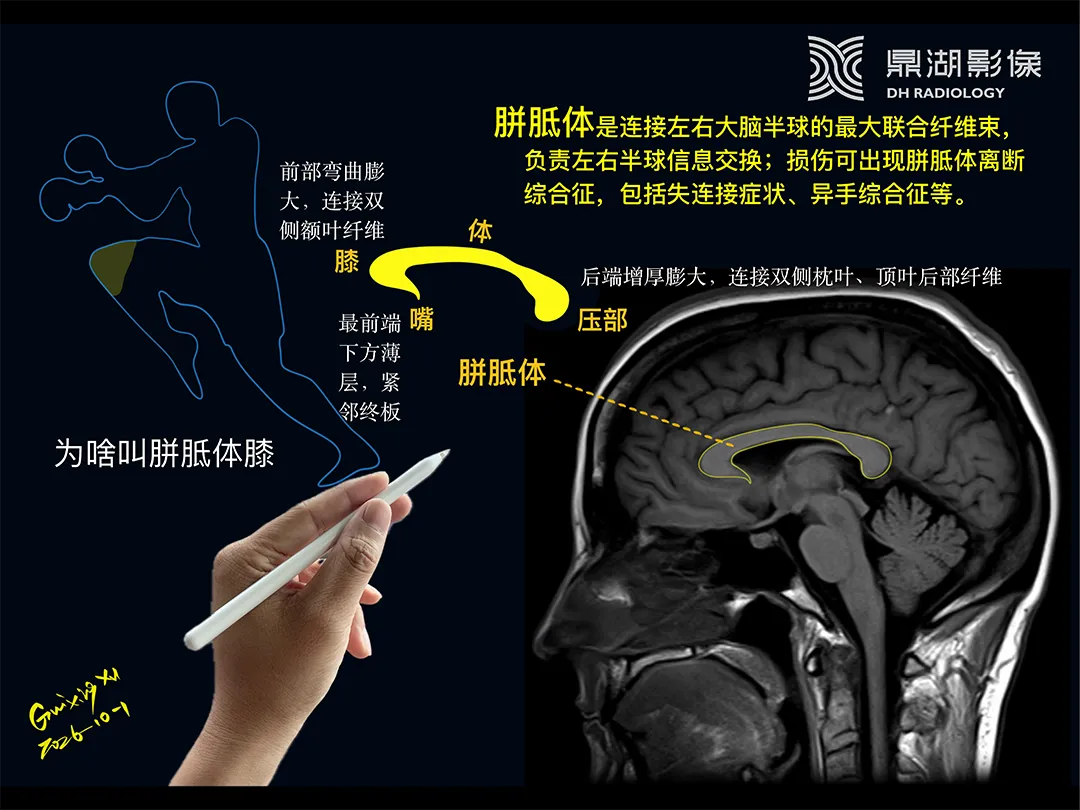 鼎湖影像
DH RADIOLOGY
胼胝体是连接左右大脑半球的最大联合纤维束，
负责左右半球信息交换；损伤可出现胼胝体离断
综合征，包括失连接症状、异手综合征等。
前部弯曲膨
大，连接双
侧额叶纤维
膝
体
嘴
压部
后端增厚膨大，连接双侧枕叶、顶叶后部纤维
最前端
下方薄
层，紧
邻终板
胼胝体
为啥叫胼胝体膝
Guixing Xu
2026-10-1